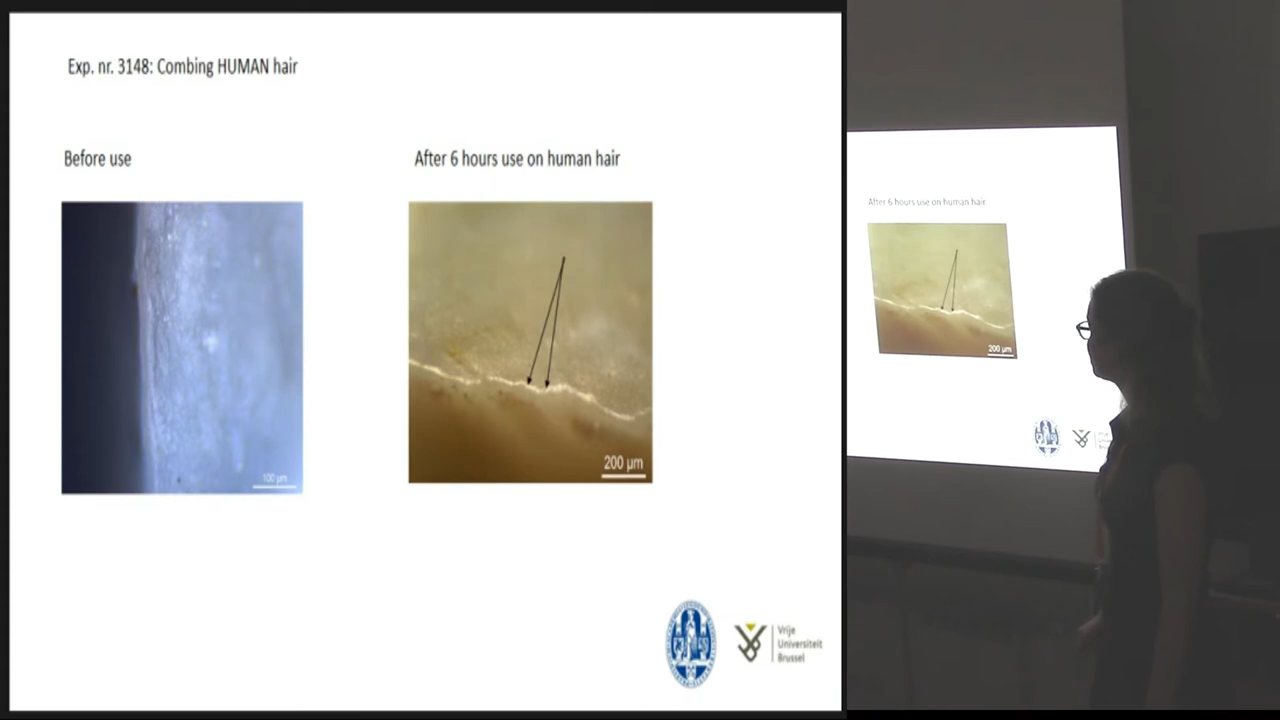 Exp. nr. 3148: Combing HUMAN hair
Before use
After 6 hours use on human hair
100 µm
200 µm
Vrije
Universiteit
Brussel
After 6 hours use on human hair
200 µm